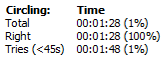 Circling: Time
Total 00:01:28 (1%)
Right 00:01:28 (100%)
Tries (<45s) 00:01:48 (1%)